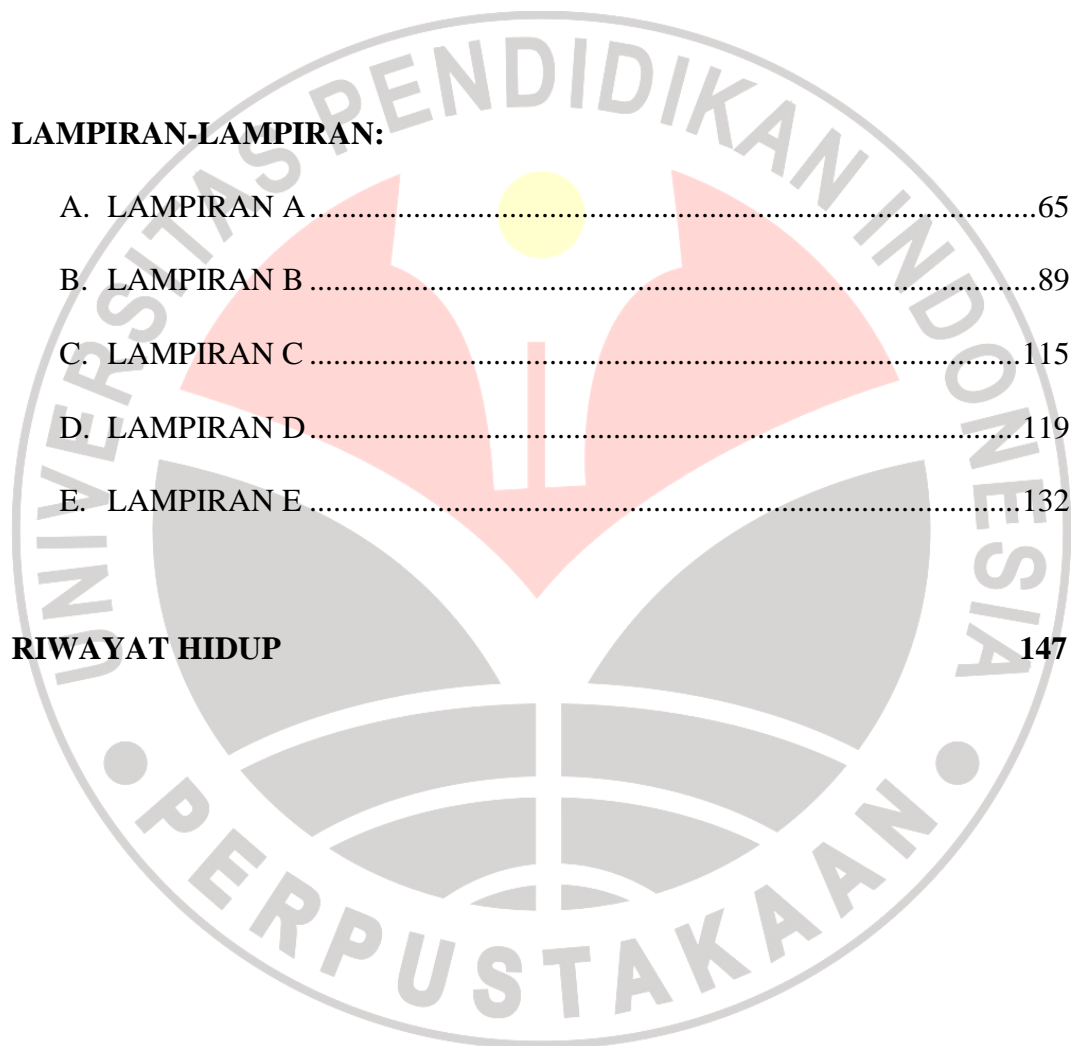 UNIVERSITAS PENDIDIKAN INDONESIA
LAMPIRAN-LAMPIRAN:
A. LAMPIRAN A ........................................ 65
B. LAMPIRAN B ........................................ 89
C. LAMPIRAN C ........................................ 115
D. LAMPIRAN D ........................................ 119
E. LAMPIRAN E ........................................ 132
RIWAYAT HIDUP 147
PERPUSTAKAAN